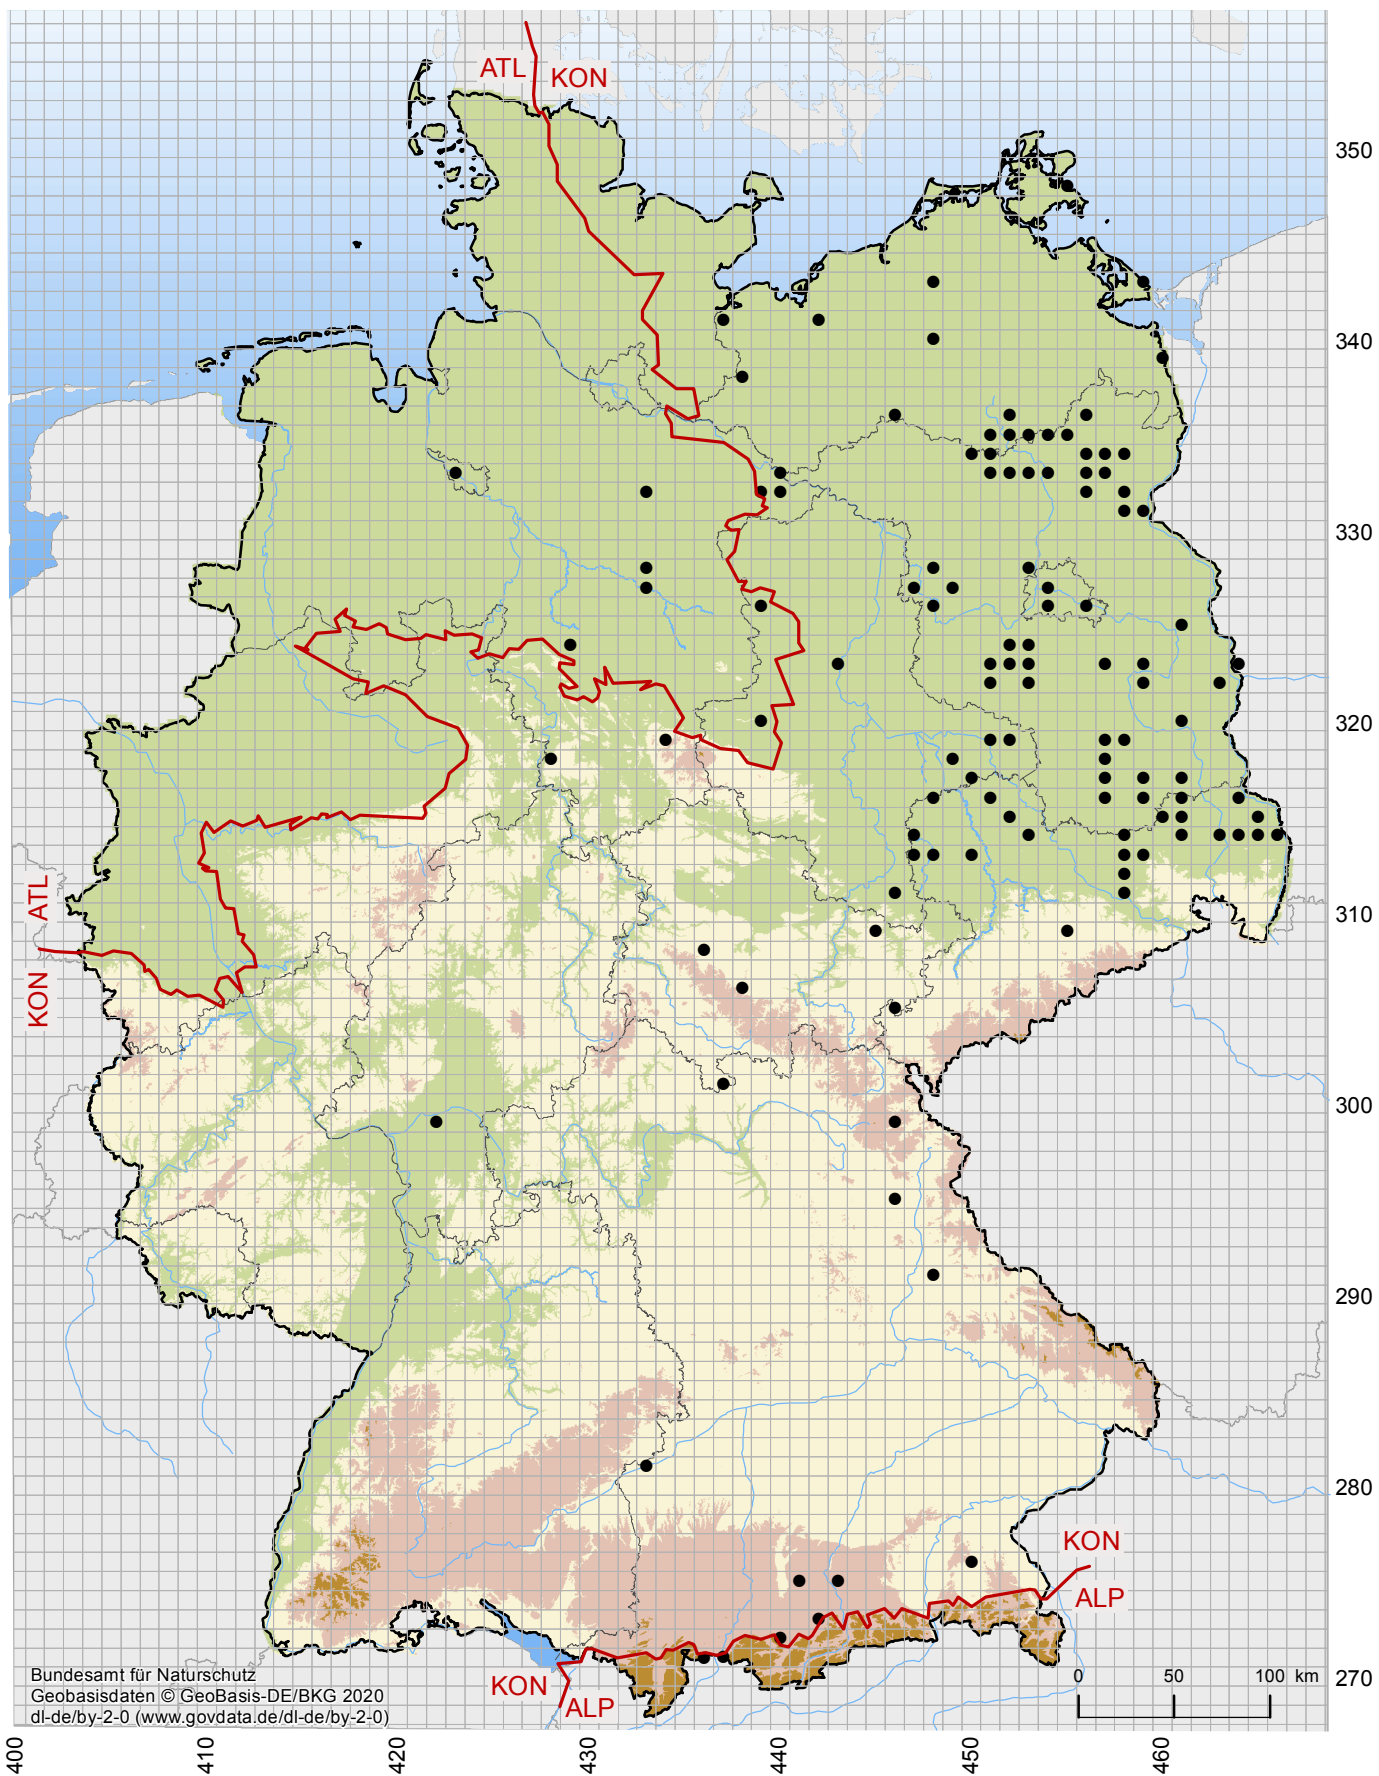 ATL KON
350
340
330
320
ATL
310
KON
300
290
280
KON
ALP
KON
ALP
0 50 100 km
270
Bundesamt für Naturschutz
Geobasisdaten © GeoBasis-DE/BKG 2020
dl-de/by-2-0 (www.govdata.de/dl-de/by-2-0)
400 410 420 430 440 450 460